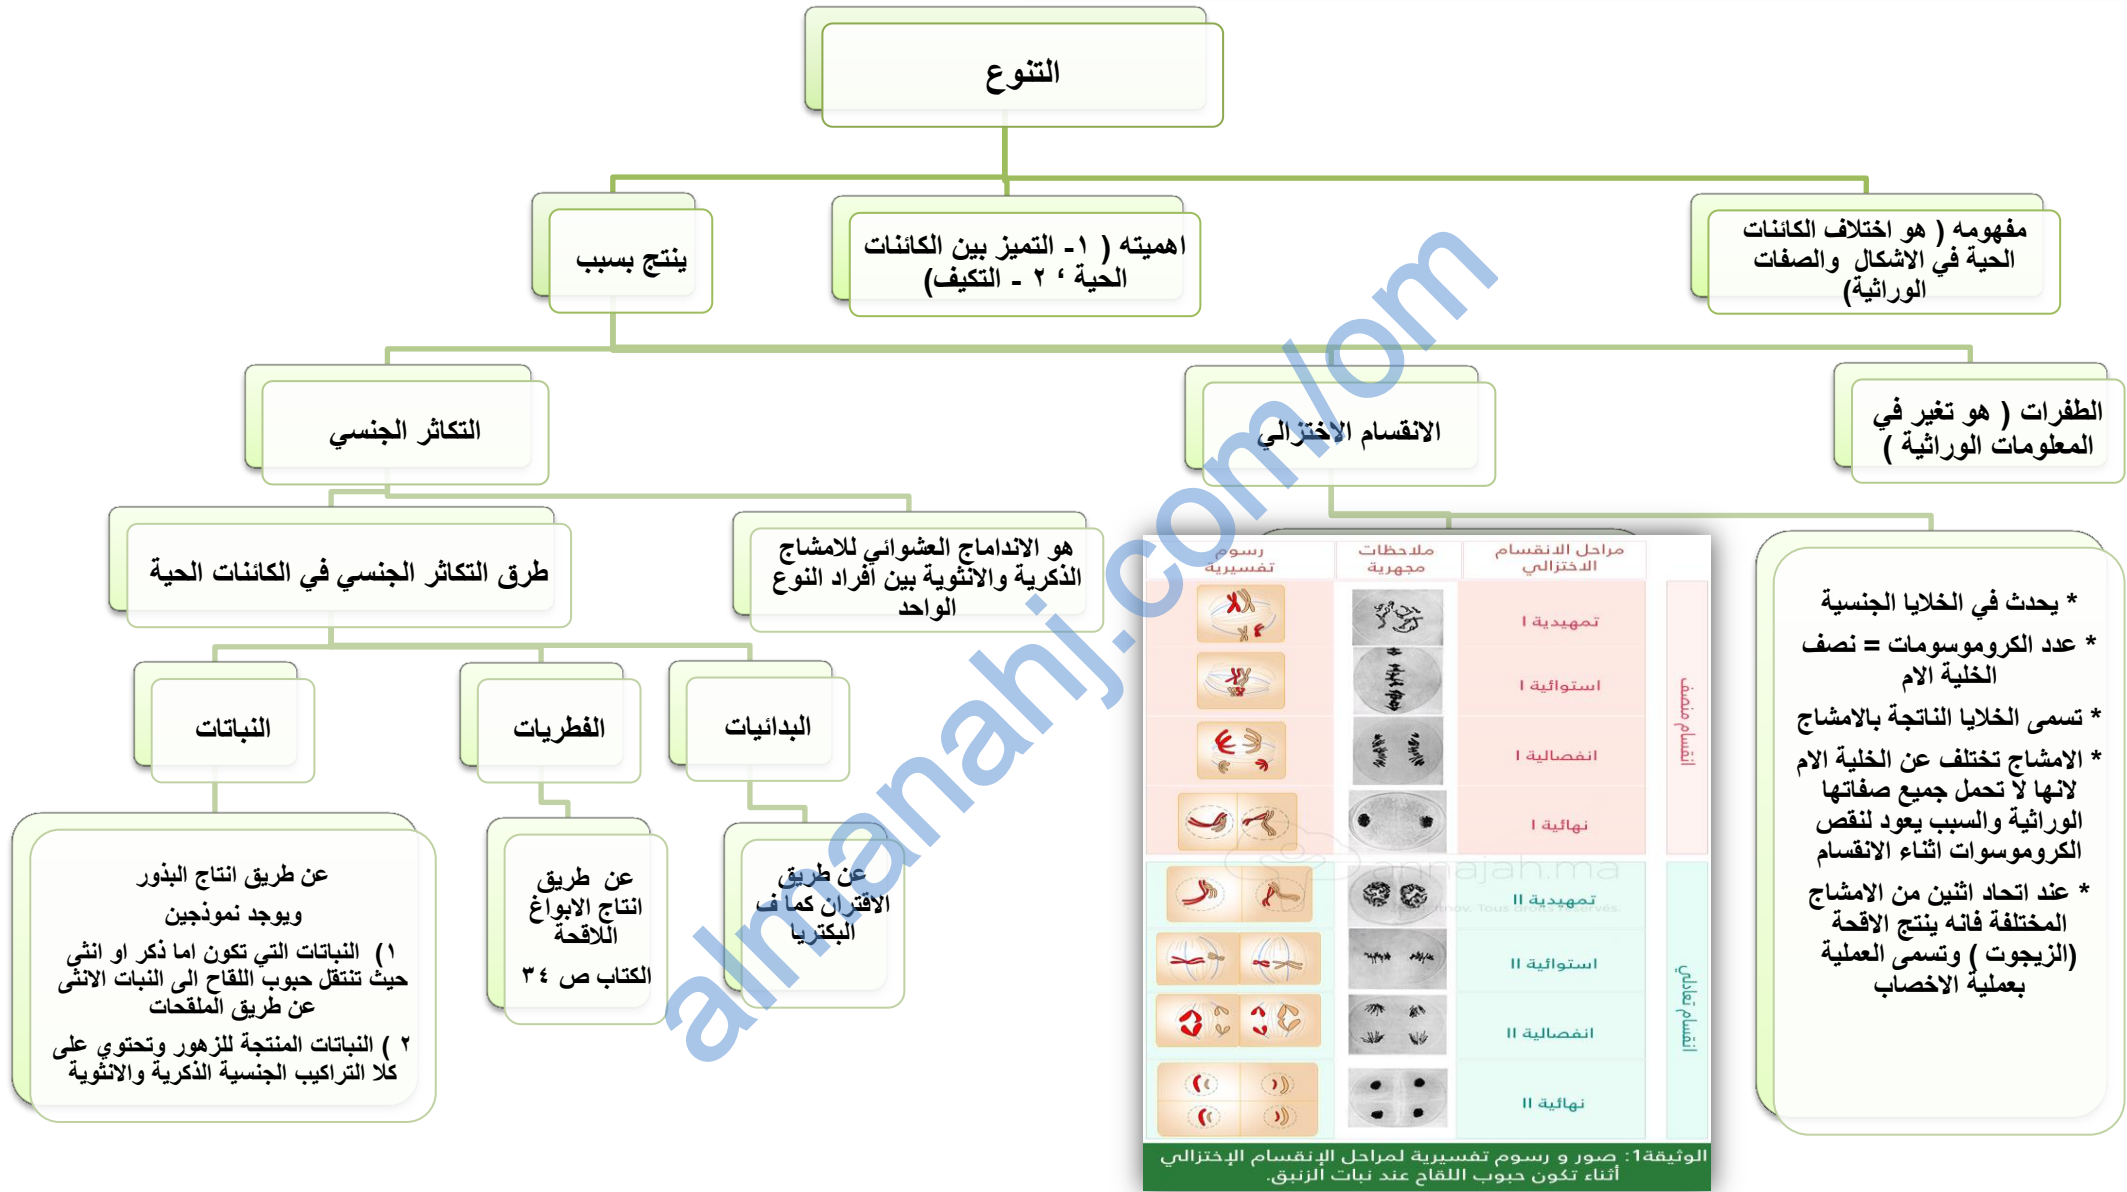 التنوع
مفهومه ( هو اختلاف الكائنات
الحية في الاشكال والصفات
الوراثية)
اهميته ( ١- التميز بين الكائنات
الحية ، ٢ - التكيف)
ينتج بسبب
الطفرات ( هو تغير في
المعلومات الوراثية )
الانقسام الاختزالي
التكاثر الجنسي
* يحدث في الخلايا الجنسية
* عدد الكروموسومات = نصف
الخلية الام
* تسمى الخلايا الناتجة بالامشاج
* الامشاج تختلف عن الخلية الام
لانها لا تحمل جميع صفاتها
الوراثية والسبب يعود لنقص
الكروموسوات اثناء الانقسام
* عند اتحاد اثنين من الامشاج
المختلفة فانه ينتج الاقحة
(الزيجوت ) وتسمى العملية
بعملية الاخصاب
مراحل الانقسام
الاختزالي
ملاحظات
مجهرية
رسوم
تفسيرية
تمهيدية I
استوائية I
انفصالية I
نهائية I
انقسام منصف
annajah.ma
تمهيدية II
استوائية II
انفصالية II
نهائية II
انقسام تعادلي
الوثيقة1: صور و رسوم تفسيرية لمراحل الإنقسام الإختزالي
أثناء تكون حبوب اللقاح عند نبات الزنبق.
هو الانداماج العشوائي للامشاج
الذكرية والانثوية بين افراد النوع
الواحد
طرق التكاثر الجنسي في الكائنات الحية
البدائيات
الفطريات
النباتات
عن طريق
الاقتران كما ف
البكتريا
عن طريق
انتاج الابواغ
اللاقحة
الكتاب ص ٣٤
عن طريق انتاج البذور
ويوجد نموذجين
١) النباتات التي تكون اما ذكر او انثى
حيث تنتقل حبوب اللقاح الى النبات الانثى
عن طريق الملقحات
٢ ) النباتات المنتجة للزهور وتحتوي على
كلا التراكيب الجنسية الذكرية والانثوية
almanahj.com/om